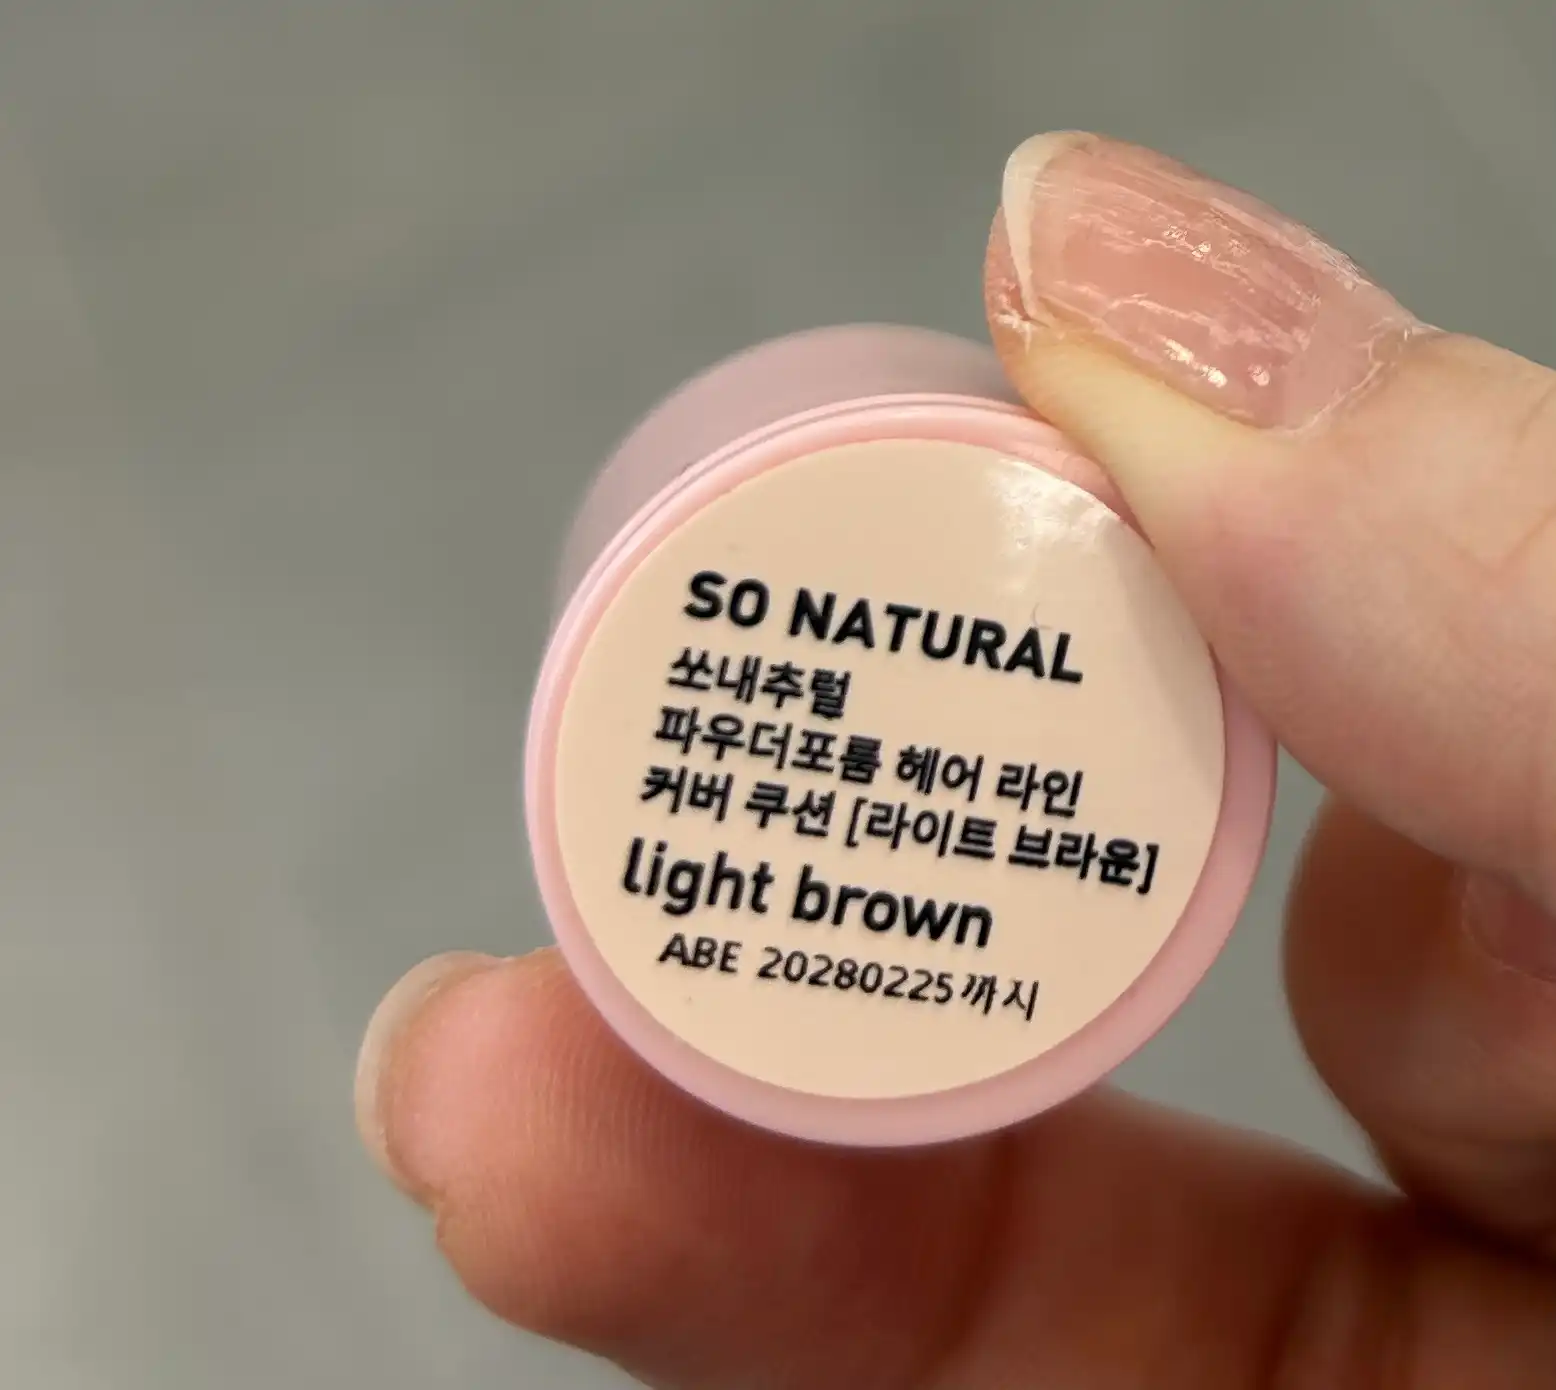 SO NATURAL
쏘내추럴
파우더포룸 헤어 라인
커버 쿠션 [라이트 브라운]
light brown
ABE 20280225까지